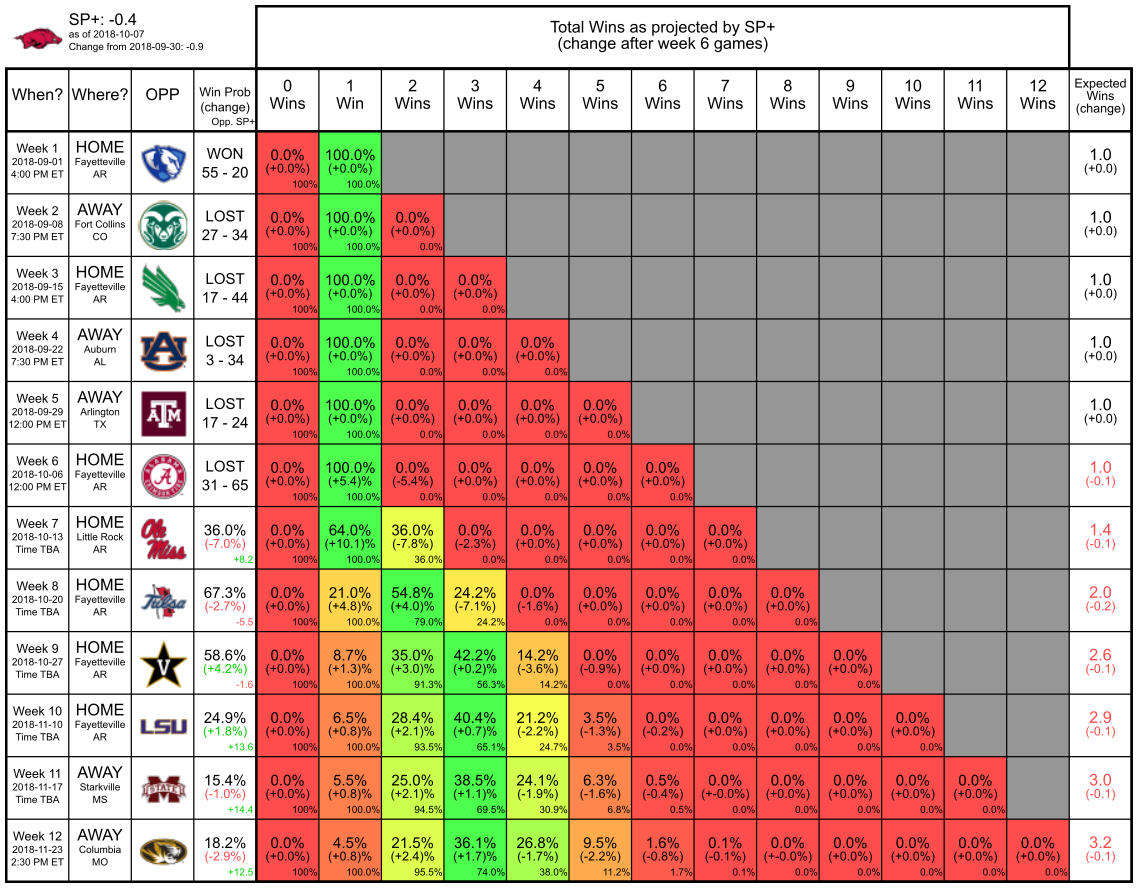 SP+: -0.4
as of 2018-10-07
Change from 2018-09-30: -0.9
Total Wins as projected by SP+
(change after week 6 games)
When? Where? OPP Win Prob (change) Opp. SP+ 0 Wins 1 Win 2 Wins 3 Wins 4 Wins 5 Wins 6 Wins 7 Wins 8 Wins 9 Wins 10 Wins 11 Wins 12 Wins Expected Wins (change)
Week 1 HOME WON 0.0% 100.0% 1.0
2018-09-01 Fayetteville 55 - 20 (+0.0%) (+0.0%) (+0.0)
4:00 PM ET AR 100% 100.0%
Week 2 AWAY LOST 0.0% 100.0% 0.0% 1.0
2018-09-08 Fort Collins 27 - 34 (+0.0%) (+0.0%) (+0.0%) (+0.0)
7:30 PM ET CO 100% 100.0% 0.0%
Week 3 HOME LOST 0.0% 100.0% 0.0% 0.0% 1.0
2018-09-15 Fayetteville 17 - 44 (+0.0%) (+0.0%) (+0.0%) (+0.0%) (+0.0)
4:00 PM ET AR 100% 100.0% 0.0% 0.0%
Week 4 AWAY LOST 0.0% 100.0% 0.0% 0.0% 0.0% 1.0
2018-09-22 Auburn 3 - 34 (+0.0%) (+0.0%) (+0.0%) (+0.0%) (+0.0%) (+0.0)
7:30 PM ET AL 100% 100.0% 0.0% 0.0% 0.0%
Week 5 AWAY ATM LOST 0.0% 100.0% 0.0% 0.0% 0.0% 0.0% 1.0
2018-09-29 Arlington 17 - 24 (+0.0%) (+0.0%) (+0.0%) (+0.0%) (+0.0%) (+0.0%) (+0.0)
12:00 PM ET TX 100% 100.0% 0.0% 0.0% 0.0% 0.0%
Week 6 HOME ALABAMA A LOST 0.0% 100.0% 0.0% 0.0% 0.0% 0.0% 0.0% 1.0
2018-10-06 Fayetteville 31 - 65 (+0.0%) (+5.4)% (-5.4%) (+0.0%) (+0.0%) (+0.0%) (+0.0%) (-0.1)
12:00 PM ET AR 100% 100.0% 0.0% 0.0% 0.0% 0.0% 0.0%
Week 7 HOME Ole Miss 36.0% 0.0% 64.0% 36.0% 0.0% 0.0% 0.0% 0.0% 0.0% 1.4
2018-10-13 Little Rock (-7.0%) (+0.0%) (+10.1)% (-7.8%) (-2.3%) (+0.0%) (+0.0%) (+0.0%) (+0.0%) (-0.1)
Time TBA AR +8.2 100% 100.0% 36.0% 0.0% 0.0% 0.0% 0.0% 0.0%
Week 8 HOME Tulsa 67.3% 0.0% 21.0% 54.8% 24.2% 0.0% 0.0% 0.0% 0.0% 0.0% 2.0
2018-10-20 Fayetteville (-2.7%) (+0.0%) (+4.8)% (+4.0)% (-7.1%) (-1.6%) (+0.0%) (+0.0%) (+0.0%) (+0.0%) (-0.2)
Time TBA AR -5.5 100% 100.0% 79.0% 24.2% 0.0% 0.0% 0.0% 0.0% 0.0%
Week 9 HOME V 58.6% 0.0% 8.7% 35.0% 42.2% 14.2% 0.0% 0.0% 0.0% 0.0% 0.0% 2.6
2018-10-27 Fayetteville (+4.2%) (+0.0%) (+1.3)% (+3.0)% (+0.2)% (-3.6%) (-0.9%) (+0.0%) (+0.0%) (+0.0%) (+0.0%) (-0.1)
Time TBA AR -1.6 100% 100.0% 91.3% 56.3% 14.2% 0.0% 0.0% 0.0% 0.0% 0.0%
Week 10 HOME LSU 24.9% 0.0% 6.5% 28.4% 40.4% 21.2% 3.5% 0.0% 0.0% 0.0% 0.0% 0.0% 2.9
2018-11-10 Fayetteville (+1.8%) (+0.0%) (+0.8)% (+2.1)% (+0.7)% (-2.2%) (-1.3%) (-0.2%) (+0.0%) (+0.0%) (+0.0%) (+0.0%) (-0.1)
Time TBA AR +13.6 100% 100.0% 93.5% 65.1% 24.7% 3.5% 0.0% 0.0% 0.0% 0.0% 0.0%
Week 11 AWAY M STATE 15.4% 0.0% 5.5% 25.0% 38.5% 24.1% 6.3% 0.5% 0.0% 0.0% 0.0% 0.0% 0.0% 3.0
2018-11-17 Starkville (-1.0%) (+0.0%) (+0.8)% (+2.1)% (+1.1)% (-1.9%) (-1.6%) (-0.4%) (+-0.0%) (+0.0%) (+0.0%) (+0.0%) (+0.0%) (-0.1)
Time TBA MS +14.4 100% 100.0% 94.5% 69.5% 30.9% 6.8% 0.5% 0.0% 0.0% 0.0% 0.0% 0.0%
Week 12 AWAY 18.2% 0.0% 4.5% 21.5% 36.1% 26.8% 9.5% 1.6% 0.1% 0.0% 0.0% 0.0% 0.0% 0.0% 3.2
2018-11-23 Columbia (-2.9%) (+0.0%) (+0.8)% (+2.4)% (+1.7)% (-1.7%) (-2.2%) (-0.8%) (-0.1%) (+-0.0%) (+0.0%) (+0.0%) (+0.0%) (+0.0%) (-0.1)
2:30 PM ET MO +12.5 100% 100.0% 95.5% 74.0% 38.0% 11.2% 1.7% 0.1% 0.0% 0.0% 0.0% 0.0% 0.0%